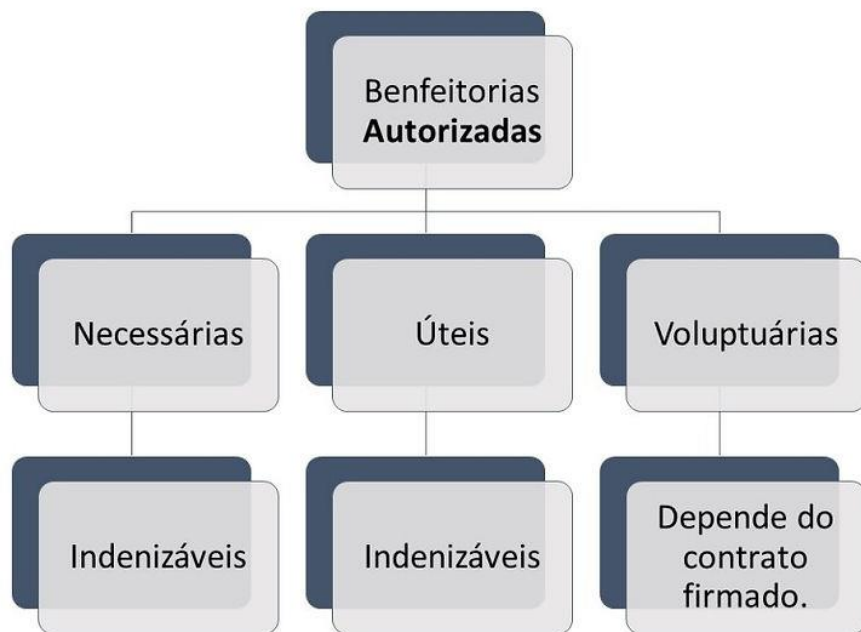 Benfeitorias
Autorizadas
Necessárias
Úteis
Voluptuárias
Indenizáveis
Indenizáveis
Depende do
contrato
firmado.